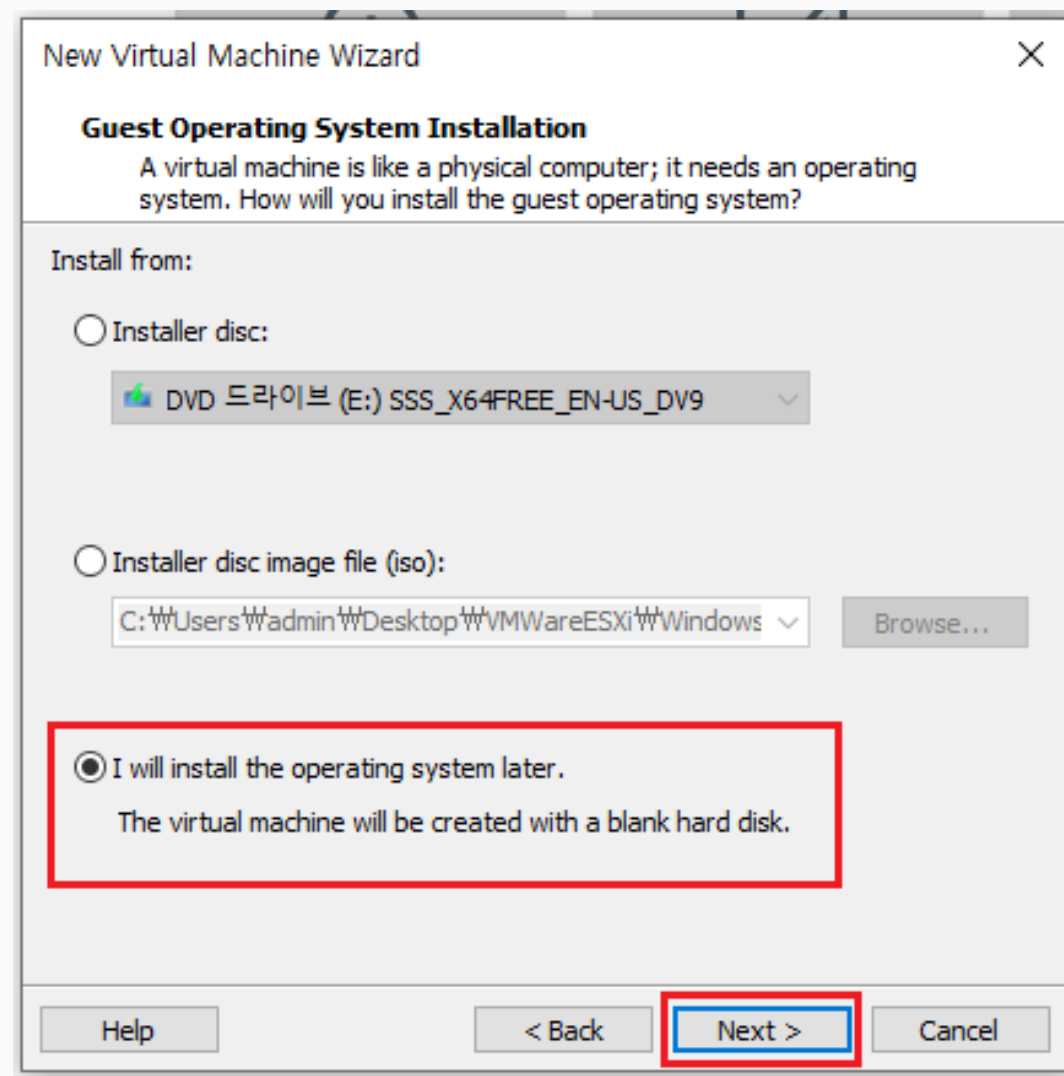 New Virtual Machine Wizard
Guest Operating System Installation
A virtual machine is like a physical computer; it needs an operating
system. How will you install the guest operating system?
Install from:
Installer disc:
DVD 드라이브 (E:) SSS_X64FREE_EN-US_DV9
Installer disc image file (iso):
C:₩Users₩admin₩Desktop₩VMWareESXi₩Windows
Browse...
I will install the operating system later.
The virtual machine will be created with a blank hard disk.
Help
< Back
Next >
Cancel